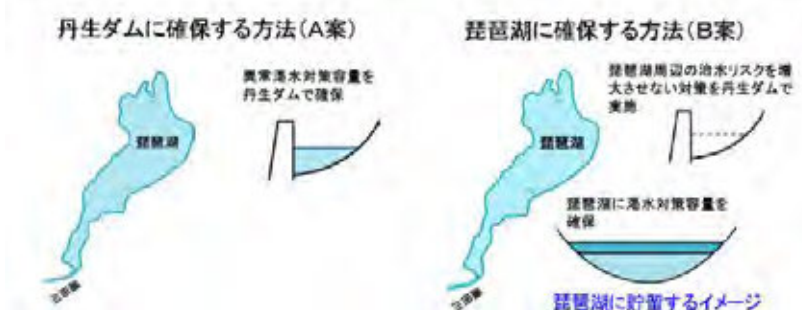 丹生ダムに確保する方法(A案)
異常渇水対策容量を
丹生ダムで確保
琵琶湖
琵琶湖に確保する方法(B案)
琵琶湖周辺の治水リスクを増
大させない対策を丹生ダムで
実施
琵琶湖
琵琶湖に渇水対策容量を
確保
琵琶湖に貯留するイメージ